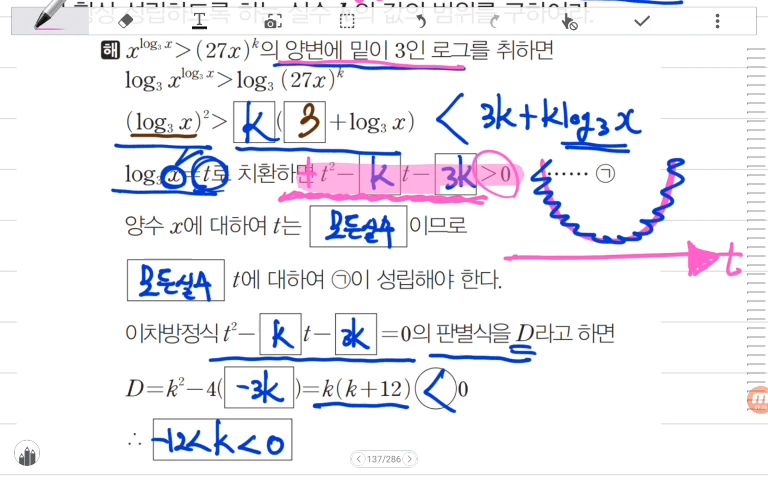 항상 성립하도록 하는 실수 k의 값의 범위를 구하여라.
해 x^{log₃ x} > (27x)^k의 양변에 밑이 3인 로그를 취하면
log₃ x^{log₃ x} > log₃ (27x)^k
(log₃ x)² > k ( 3 + log₃ x) < 3k + k log₃ x
log₃ x = t로 치환하면 t² − k t − 3k > 0 ······ ㉠
양수 x에 대하여 t는 모든실수 이므로
t
모든실수 t에 대하여 ㉠이 성립해야 한다.
이차방정식 t² − k t − 3k = 0의 판별식을 D라고 하면
D = k² − 4( −3k ) = k(k+12) < 0
∴ −12 < k < 0
137/286